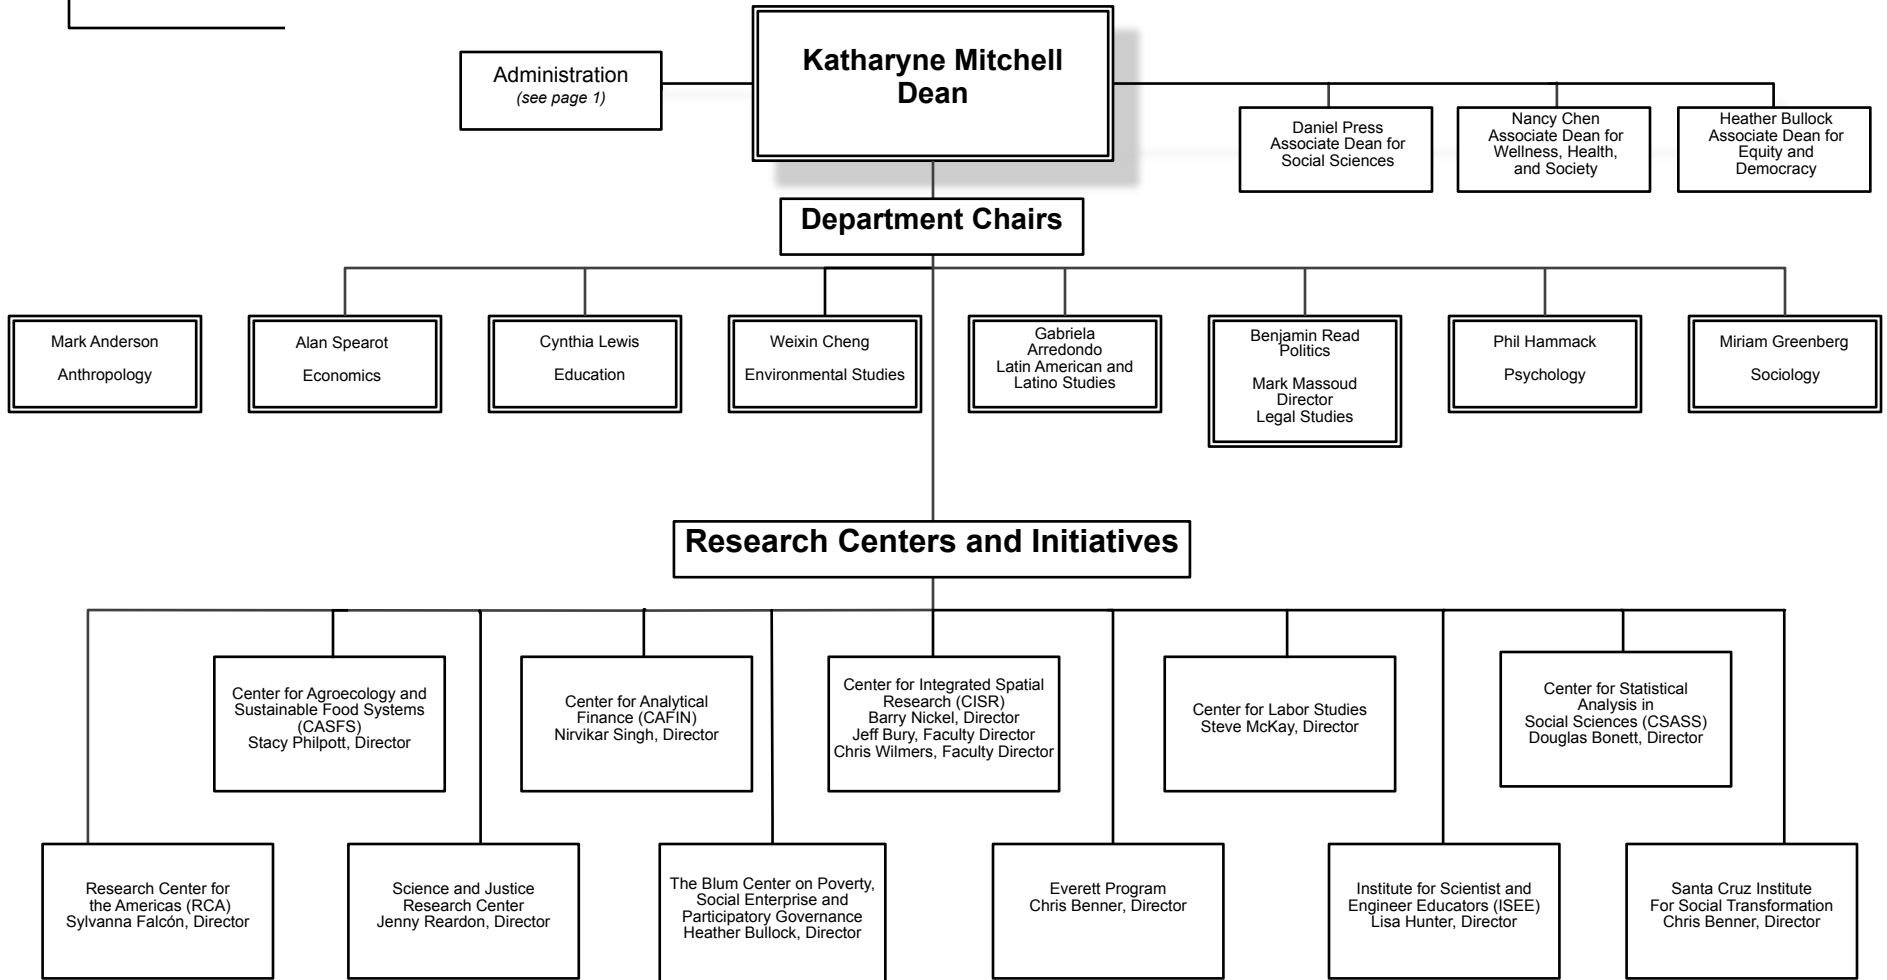 Administration
(see page 1)
Katharyne Mitchell
Dean
Daniel Press
Associate Dean for
Social Sciences
Nancy Chen
Associate Dean for
Wellness, Health,
and Society
Heather Bullock
Associate Dean for
Equity and
Democracy
Department Chairs
Mark Anderson
Anthropology
Alan Spearot
Economics
Cynthia Lewis
Education
Weixin Cheng
Environmental Studies
Gabriela
Arredondo
Latin American and
Latino Studies
Benjamin Read
Politics
Mark Massoud
Director
Legal Studies
Phil Hammack
Psychology
Miriam Greenberg
Sociology
Research Centers and Initiatives
Center for Agroecology and
Sustainable Food Systems
(CASFS)
Stacy Philpott, Director
Center for Analytical
Finance (CAFIN)
Nirvikar Singh, Director
Center for Integrated Spatial
Research (CISR)
Barry Nickel, Director
Jeff Bury, Faculty Director
Chris Wilmers, Faculty Director
Center for Labor Studies
Steve McKay, Director
Center for Statistical
Analysis in
Social Sciences (CSASS)
Douglas Bonett, Director
Research Center for
the Americas (RCA)
Sylvanna Falcón, Director
Science and Justice
Research Center
Jenny Reardon, Director
The Blum Center on Poverty,
Social Enterprise and
Participatory Governance
Heather Bullock, Director
Everett Program
Chris Benner, Director
Institute for Scientist and
Engineer Educators (ISEE)
Lisa Hunter, Director
Santa Cruz Institute
For Social Transformation
Chris Benner, Director